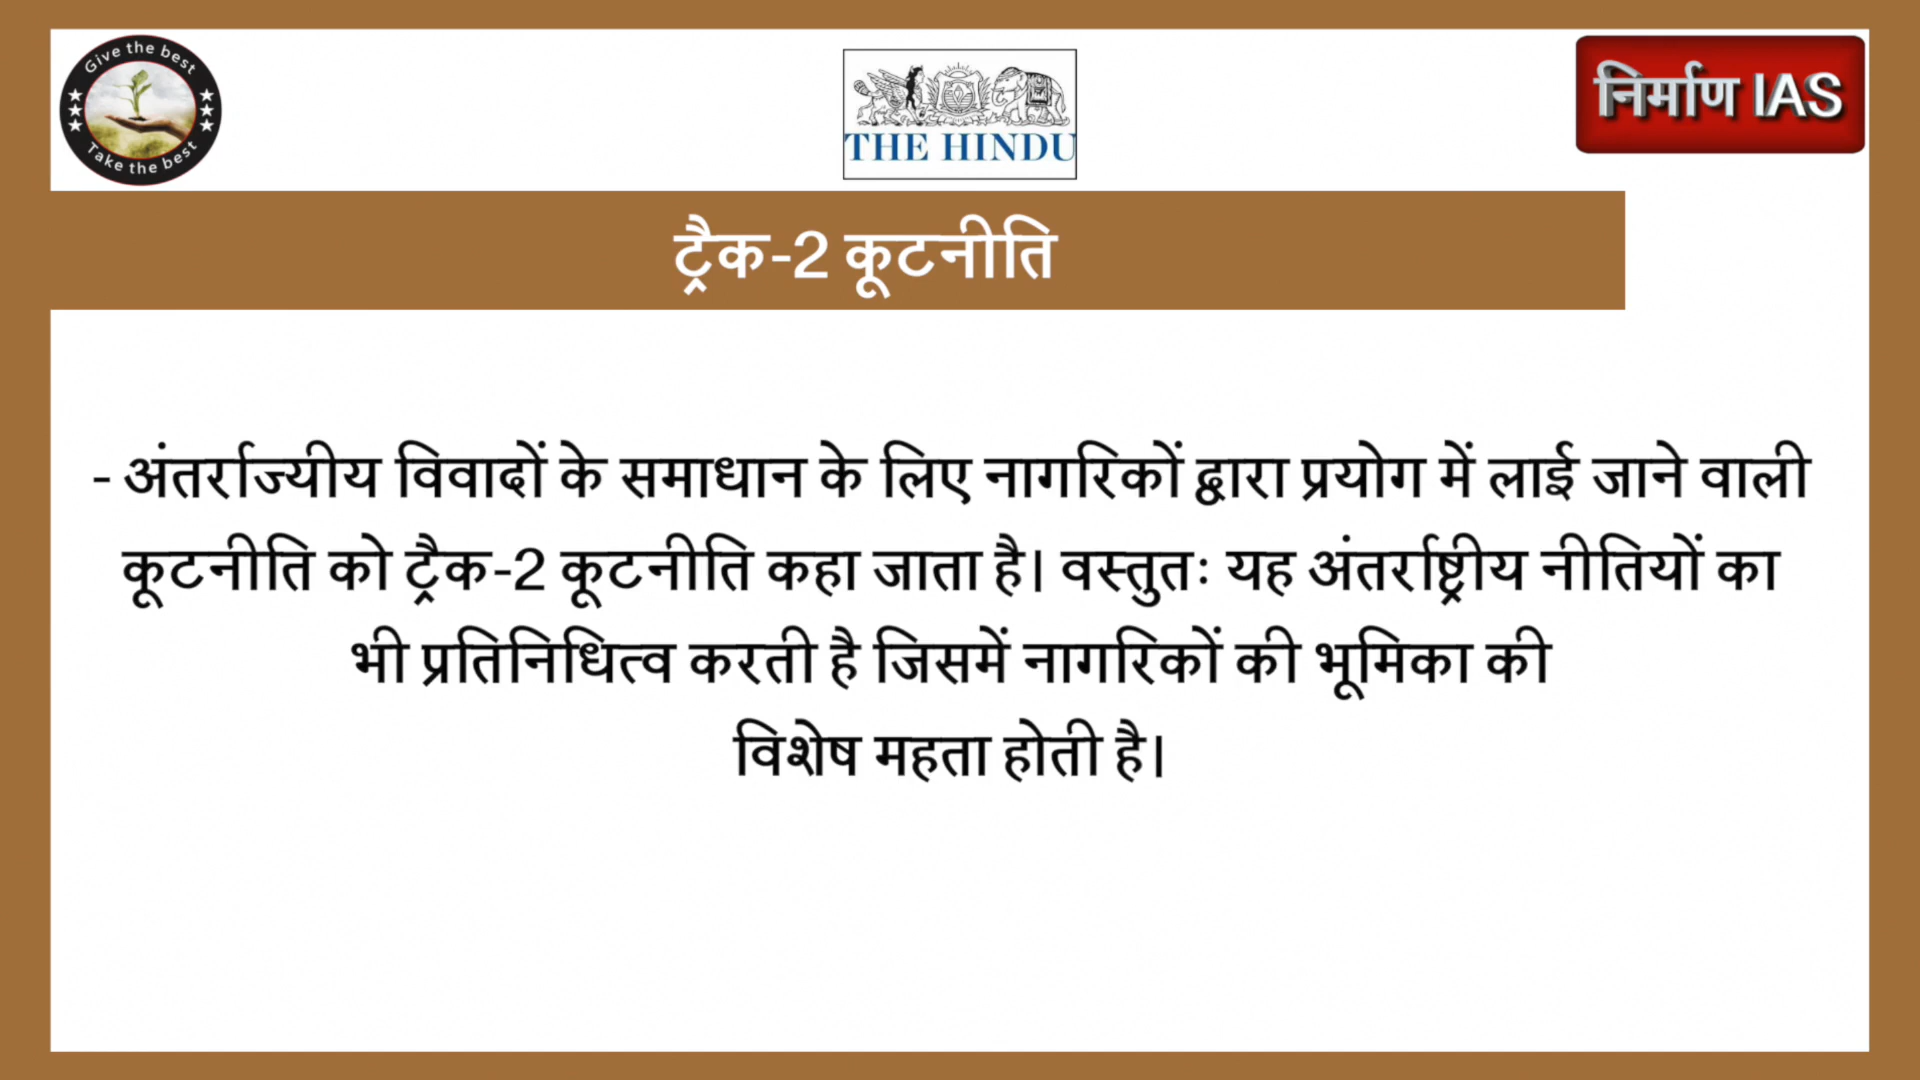 Give the best
Take the best
THE HINDU
निर्माण IAS
ट्रैक-2 कूटनीति
- अंतर्राज्यीय विवादों के समाधान के लिए नागरिकों द्वारा प्रयोग में लाई जाने वाली
कूटनीति को ट्रैक-2 कूटनीति कहा जाता है। वस्तुतः यह अंतर्राष्ट्रीय नीतियों का
भी प्रतिनिधित्व करती है जिसमें नागरिकों की भूमिका की
विशेष महता होती है।